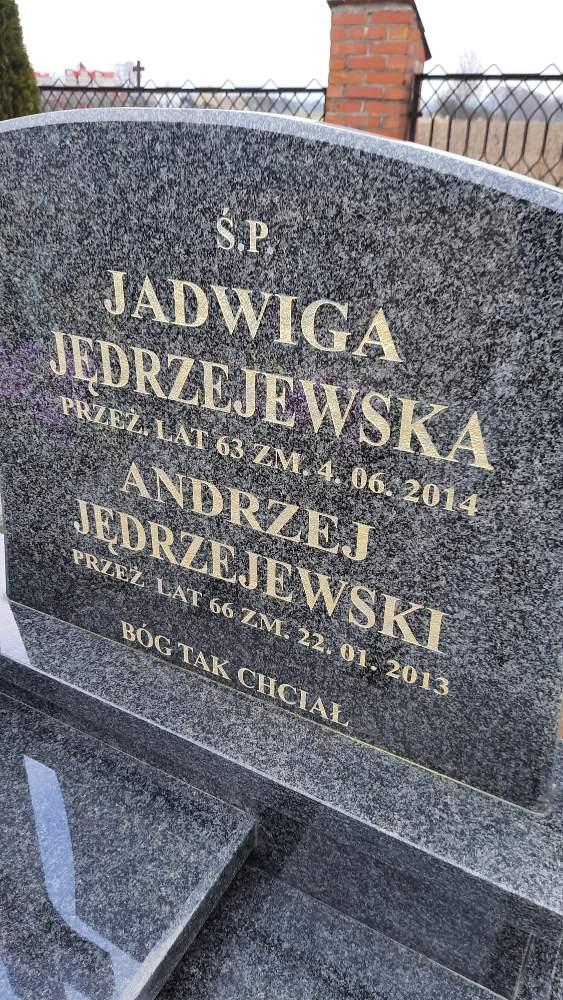 Ś.P.
JADWIGA
JĘDRZEJEWSKA
PRZEŻ. LAT 63 ZM. 4. 06. 2014
ANDRZEJ
JĘDRZEJEWSKI
PRZEŻ LAT 66 ZM. 22. 01. 2013
BÓG TAK CHCIAŁ